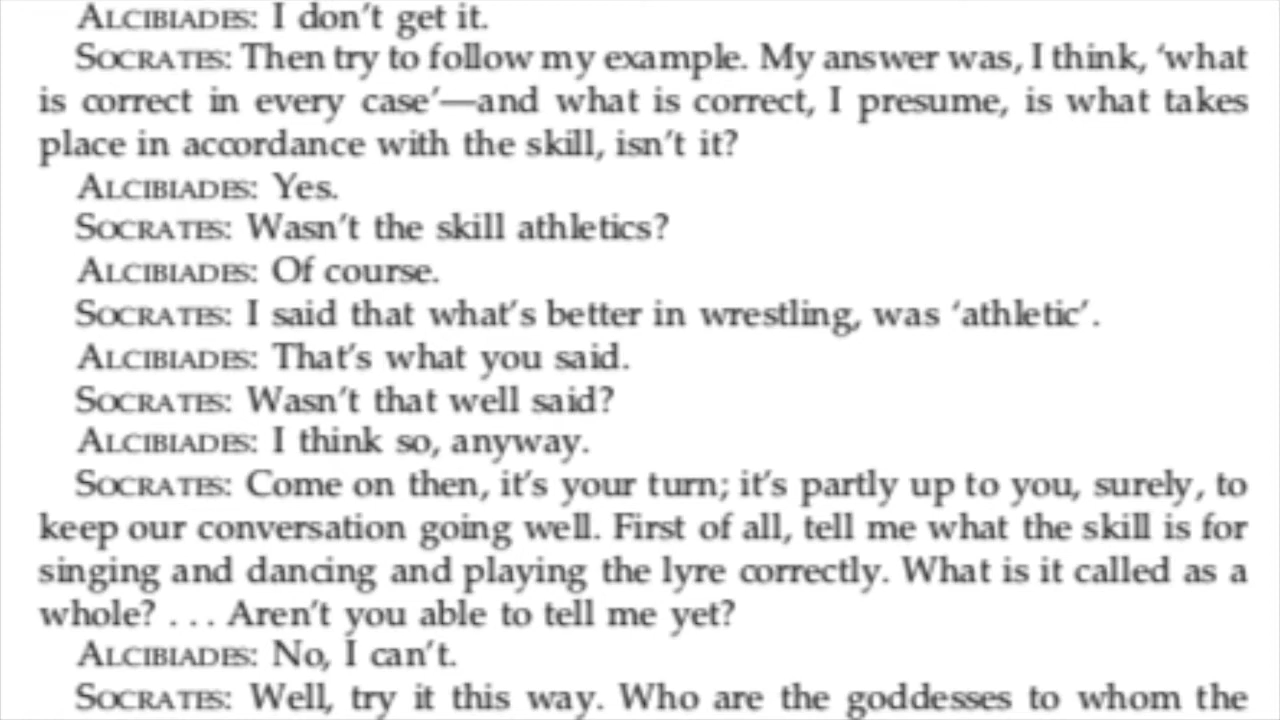 ALCIBIADES: I don't get it.
SOCRATES: Then try to follow my example. My answer was, I think, ‘what
is correct in every case’—and what is correct, I presume, is what takes
place in accordance with the skill, isn't it?
ALCIBIADES: Yes.
SOCRATES: Wasn't the skill athletics?
ALCIBIADES: Of course.
SOCRATES: I said that what's better in wrestling, was ‘athletic’.
ALCIBIADES: That's what you said.
SOCRATES: Wasn't that well said?
ALCIBIADES: I think so, anyway.
SOCRATES: Come on then, it's your turn; it's partly up to you, surely, to
keep our conversation going well. First of all, tell me what the skill is for
singing and dancing and playing the lyre correctly. What is it called as a
whole? . . . Aren't you able to tell me yet?
ALCIBIADES: No, I can't.
SOCRATES: Well, try it this way. Who are the goddesses to whom the